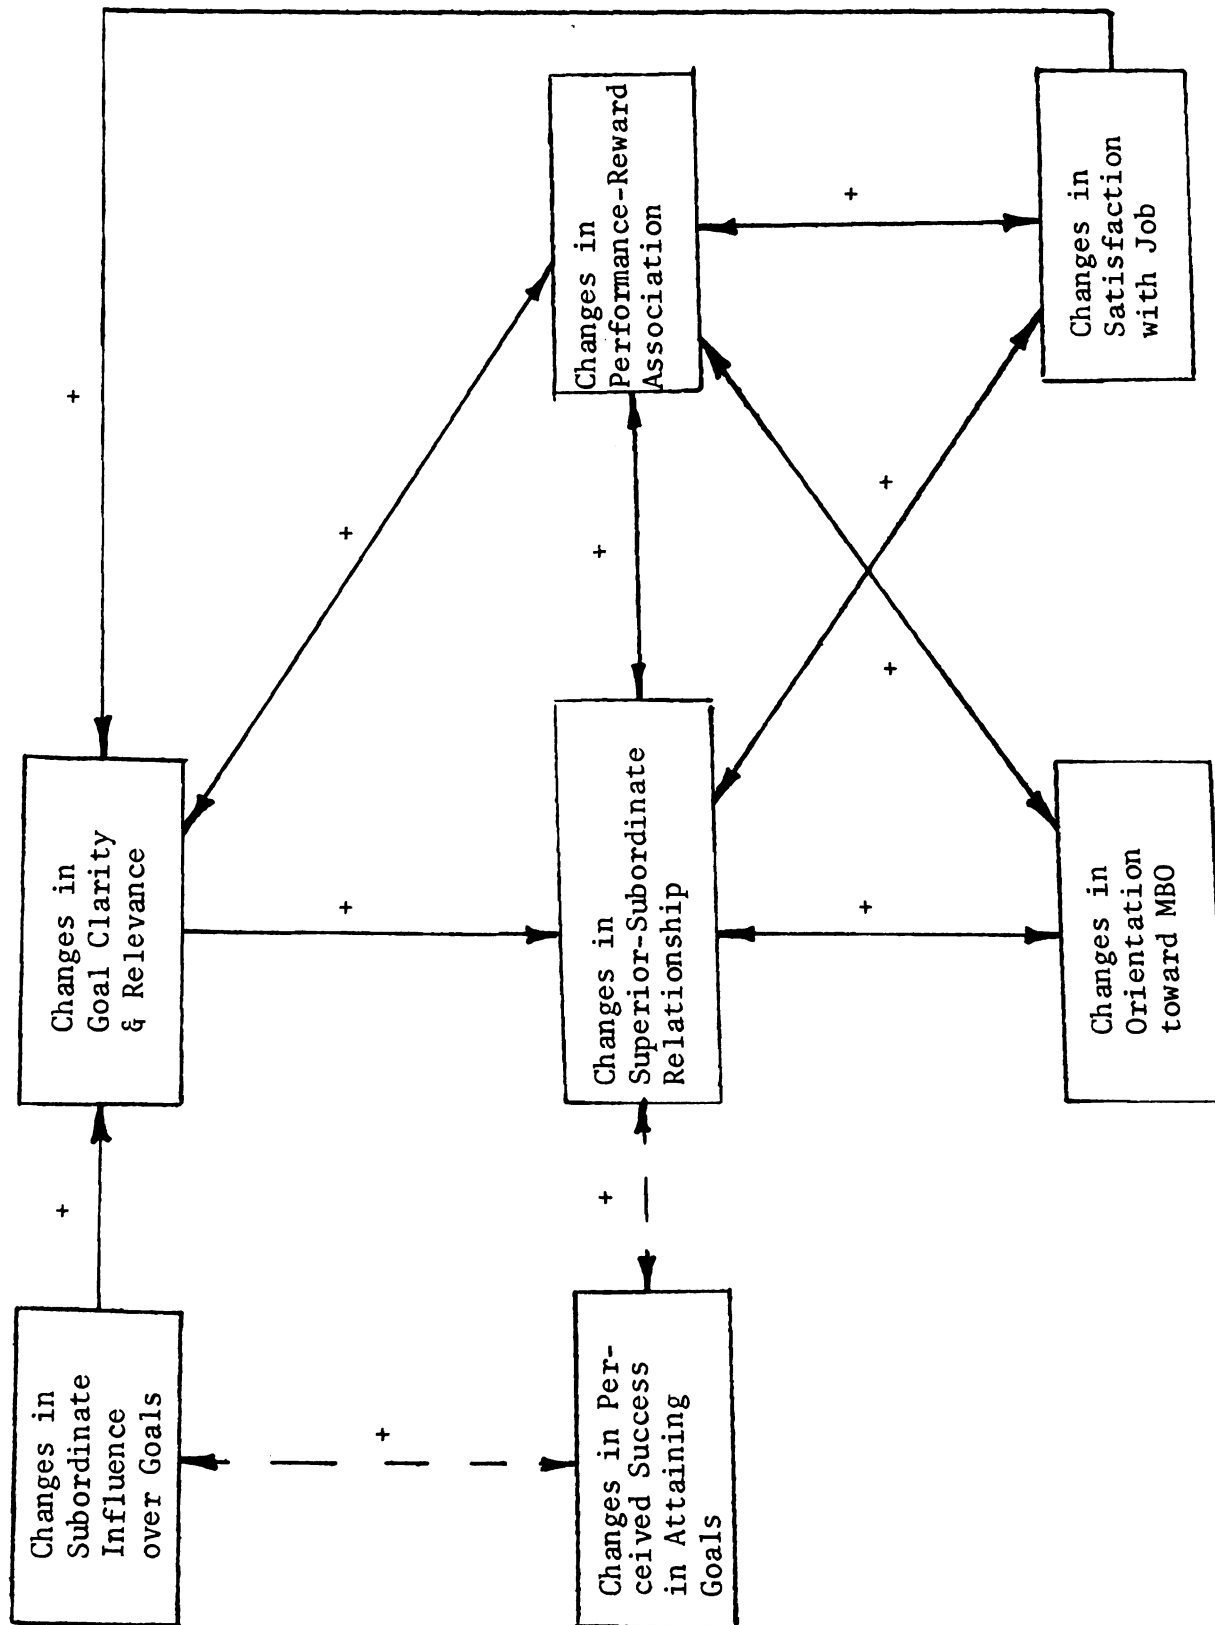 Changes in
Subordinate
Influence
over Goals
+
Changes in
Goal Clarity
& Relevance
+
+
+
+
Changes in Per-
ceived Success
in Attaining
Goals
+
Changes in
Superior-Subordinate
Relationship
+
Changes in
Performance-Reward
Association
+
+
+
+
Changes in
Orientation
toward MBO
Changes in
Satisfaction
with Job